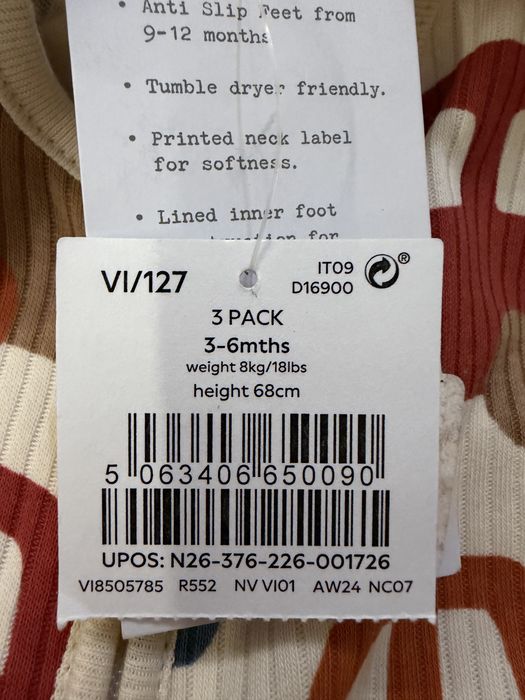 • Anti Slip Feet from
9-12 months
• Tumble dryer friendly.
• Printed neck label
for softness.
• Lined inner foot
for
VI/127
IT09
D16900
®
3 PACK
3-6mths
weight 8kg/18lbs
height 68cm
5 063406 650090
UPOS: N26-376-226-001726
VI8505785 R552 NV VI01 AW24 NC07